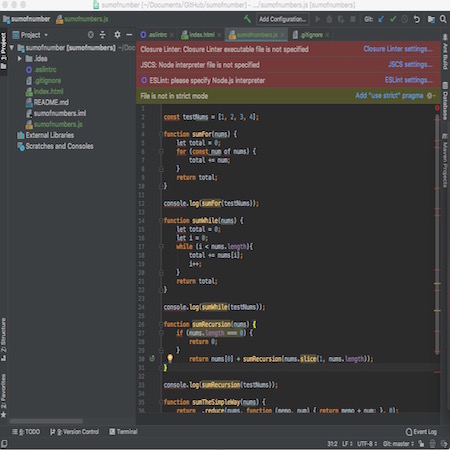 sumofnumber [~/Documents/GitHub/sumofnumber] - .../sumofnumbers.js [sumofnumber]
sumofnumber
sumofnumbers.js
Add Configuration...
Git:
Project
.eslintrc
index.html
sumofnumbers.js
.gitignore
sumofnumbers ~/Documents/GitHub/sumofnumbers
.idea
.eslintrc
.gitignore
index.html
README.md
sumofnumbers.iml
sumofnumbers.js
External Libraries
Scratches and Consoles
Closure Linter: Closure Linter executable file is not specified Closure Linter settings...
JSCS: Node interpreter file is not specified JSCS settings...
ESLint: please specify Node.js interpreter ESLint settings...
File is not in strict mode Add "use strict" pragma
const testNums = [1, 2, 3, 4];
function sumFor(nums) {
let total = 0;
for (const num of nums) {
total += num;
}
return total;
}
console.log(sumFor(testNums));
function sumWhile(nums) {
let total = 0;
let i = 0;
while (i < nums.length){
total += nums[i];
i++;
}
return total;
}
console.log(sumWhile(testNums));
function sumRecursion(nums) {
if (nums.length === 0) {
return 0;
}
return nums[0] + sumRecursion(nums.slice(1, nums.length));
}
console.log(sumRecursion(testNums));
function sumTheSimpleWay(nums) {
return _.reduce(nums, function (memo, num) { return memo + num; }, 0);
1: Project
Z: Structure
2: Favorites
Ant Build
Database
Maven Projects
6: TODO
9: Version Control
Terminal
Event Log
31:2 LF UTF-8 Git: master